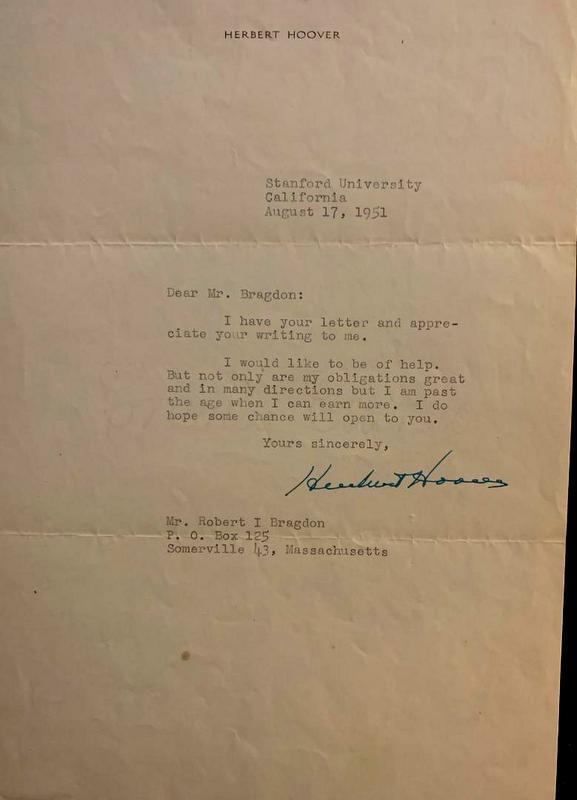 HERBERT HOOVER
Stanford University
California
August 17, 1951
Dear Mr. Bragdon:
I have your letter and appre-
ciate your writing to me.
I would like to be of help.
But not only are my obligations great
and in many directions but I am past
the age when I can earn more. I do
hope some chance will open to you.
Yours sincerely,
Herbert Hoover
Mr. Robert I Bragdon
P. O. Box 125
Somerville 43, Massachusetts